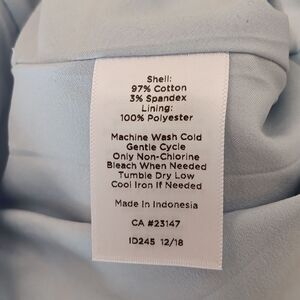 Shell:
97% Cotton
3% Spandex
Lining:
100% Polyester
Machine Wash Cold
Gentle Cycle
Only Non-Chlorine
Bleach When Needed
Tumble Dry Low
Cool Iron If Needed
Made In Indonesia
CA #23147
ID245 12/18